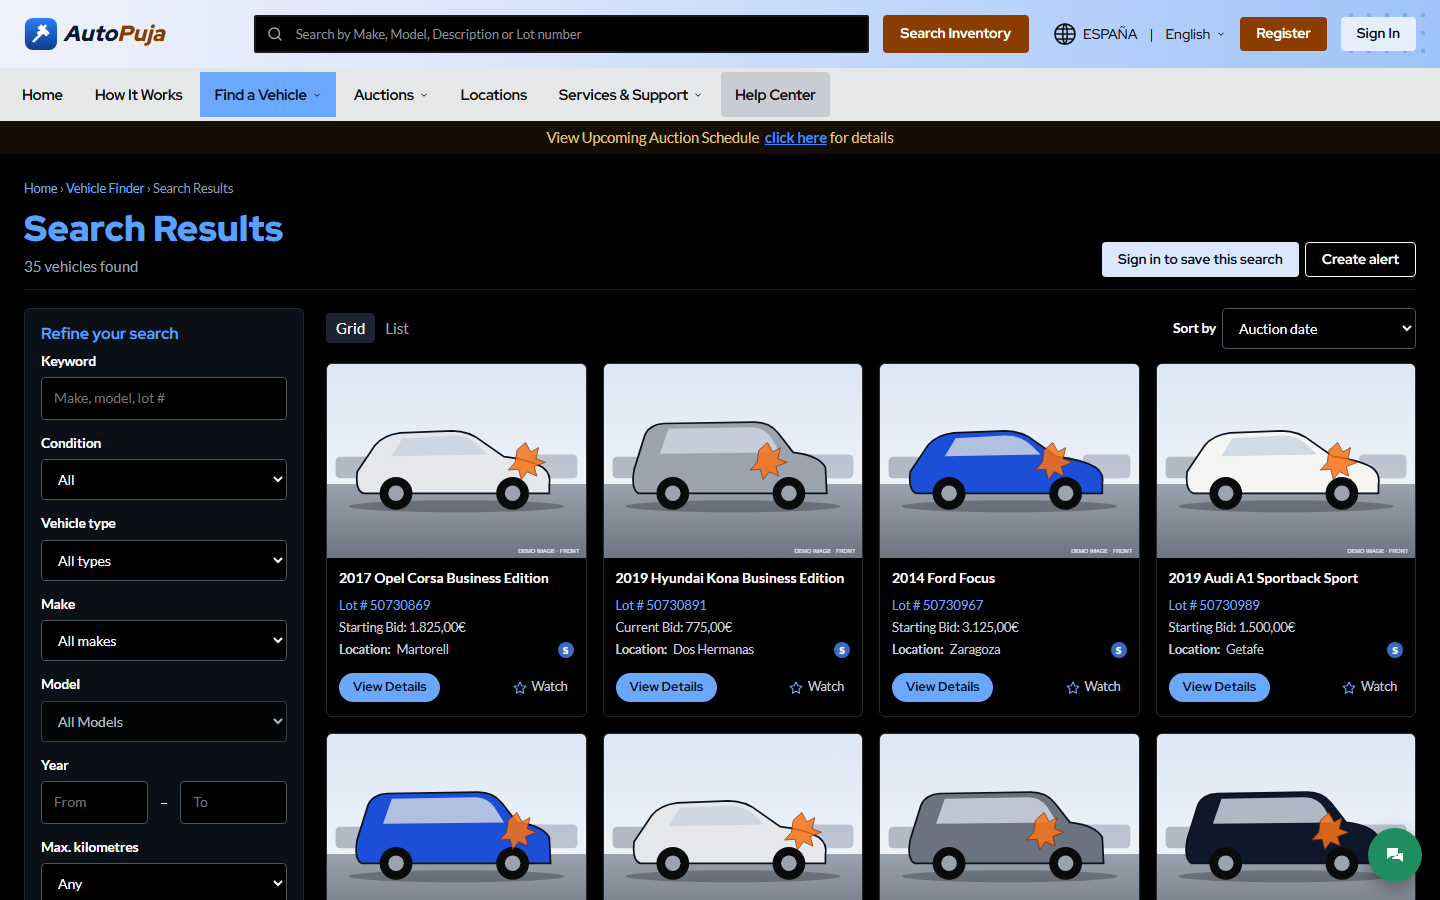 AutoPuja
Search by Make, Model, Description or Lot number
Search Inventory
ESPAÑA | English
Register
Sign In
Home
How It Works
Find a Vehicle
Auctions
Locations
Services & Support
Help Center
View Upcoming Auction Schedule click here for details
Home › Vehicle Finder › Search Results
Search Results
35 vehicles found
Sign in to save this search
Create alert
Refine your search
Keyword
Make, model, lot #
Condition
All
Vehicle type
All types
Make
All makes
Model
All Models
Year
From – To
Max. kilometres
Any
Grid
List
Sort by
Auction date
DEMO IMAGE · FRONT
2017 Opel Corsa Business Edition
Lot # 50730869
Starting Bid: 1.825,00€
Location: Martorell
S
View Details
Watch
DEMO IMAGE · FRONT
2019 Hyundai Kona Business Edition
Lot # 50730891
Current Bid: 775,00€
Location: Dos Hermanas
S
View Details
Watch
DEMO IMAGE · FRONT
2014 Ford Focus
Lot # 50730967
Starting Bid: 3.125,00€
Location: Zaragoza
S
View Details
Watch
DEMO IMAGE · FRONT
2019 Audi A1 Sportback Sport
Lot # 50730989
Starting Bid: 1.500,00€
Location: Getafe
S
View Details
Watch